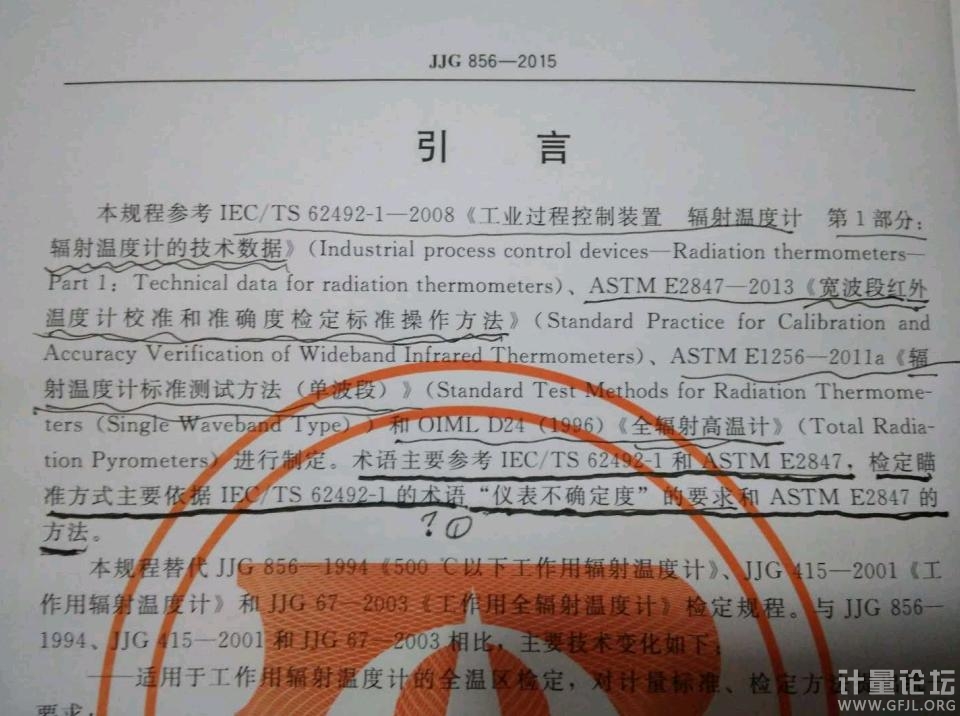 JJG 856—2015
引 言
本规程参考 IEC/TS 62492-1—2008《工业过程控制装置 辐射温度计 第1部分：
辐射温度计的技术数据》(Industrial process control devices—Radiation thermometers—
Part 1: Technical data for radiation thermometers)、ASTM E2847—2013《宽波段红外
温度计校准和准确度检定标准操作方法》(Standard Practice for Calibration and
Accuracy Verification of Wideband Infrared Thermometers)、ASTM E1256—2011a《辐
射温度计标准测试方法（单波段）》(Standard Test Methods for Radiation Thermome-
ters (Single Waveband Type)) 和 OIML D24 (1996)《全辐射高温计》(Total Radia-
tion Pyrometers) 进行制定。术语主要参考 IEC/TS 62492-1 和 ASTM E2847，检定瞄
准方式主要依据 IEC/TS 62492-1 的术语“仪表不确定度”的要求和 ASTM E2847 的
方法。
? ①
本规程替代 JJG 856—1994《500 ℃以下工作用辐射温度计》、JJG 415—2001《工
作用辐射温度计》和 JJG 67—2003《工作用全辐射温度计》检定规程。与 JJG 856—
1994、JJG 415—2001 和 JJG 67—2003 相比，主要技术变化如下：
——适用于工作用辐射温度计的全温区检定，对计量标准、检定方法
要求；
计量论坛
WWW.GFJL.ORG